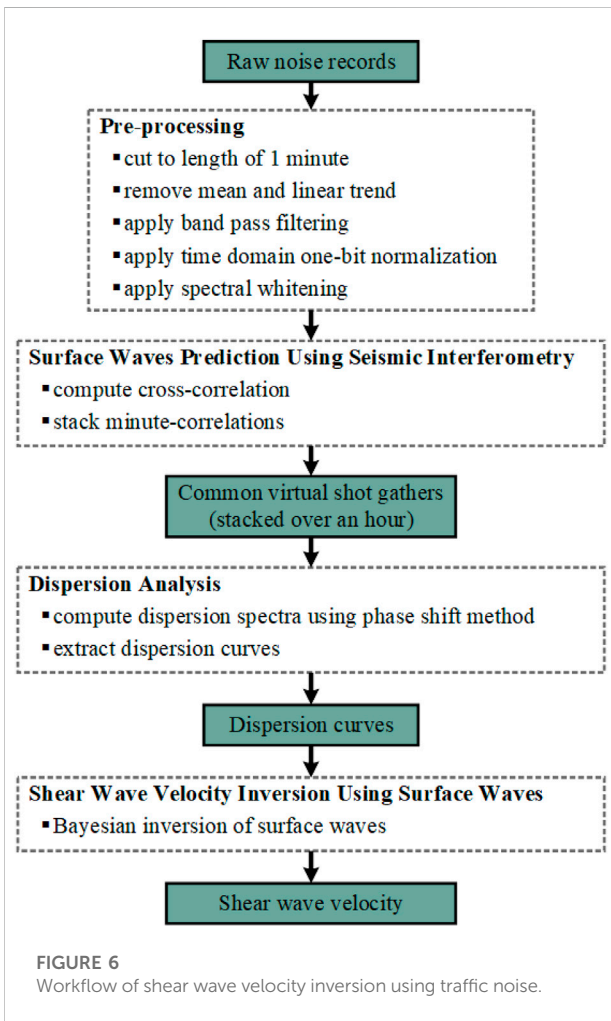 Raw noise records
Pre-processing
▪ cut to length of 1 minute
▪ remove mean and linear trend
▪ apply band pass filtering
▪ apply time domain one-bit normalization
▪ apply spectral whitening
Surface Waves Prediction Using Seismic Interferometry
▪ compute cross-correlation
▪ stack minute-correlations
Common virtual shot gathers
(stacked over an hour)
Dispersion Analysis
▪ compute dispersion spectra using phase shift method
▪ extract dispersion curves
Dispersion curves
Shear Wave Velocity Inversion Using Surface Waves
▪ Bayesian inversion of surface waves
Shear wave velocity
FIGURE 6
Workflow of shear wave velocity inversion using traffic noise.